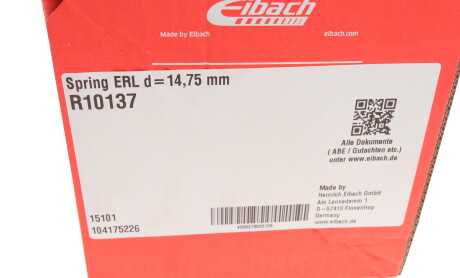 Eibach
Made by Eibach
eibach.com
Spring ERL d=14,75 mm
R10137
Alle Dokumente
( ABE / Gutachten etc.)
unter www.eibach.de
Made by
Heinrich Eibach GmbH
Am Lennedamm 1
D-57413 Finnentrop
Germany
www.eibach.de
15101
104175226